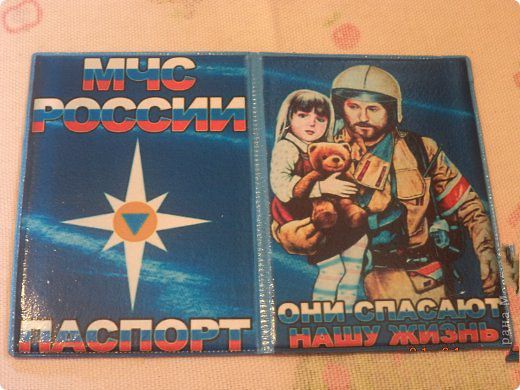 МЧС
РОССИИ
ПАСПОРТ
ОНИ СПАСАЮТ
НАШУ ЖИЗНЬ